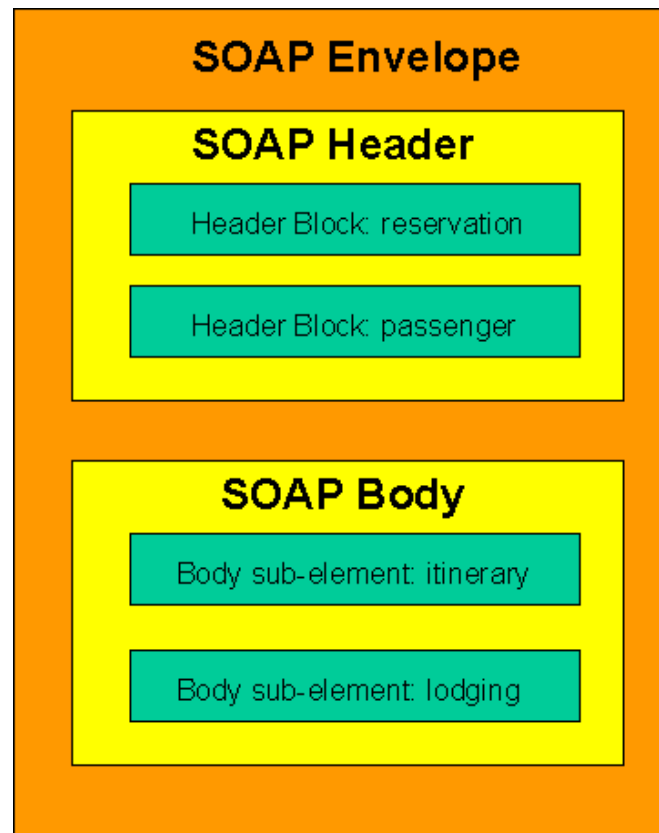 SOAP Envelope
SOAP Header
Header Block: reservation
Header Block: passenger
SOAP Body
Body sub-element: itinerary
Body sub-element: lodging